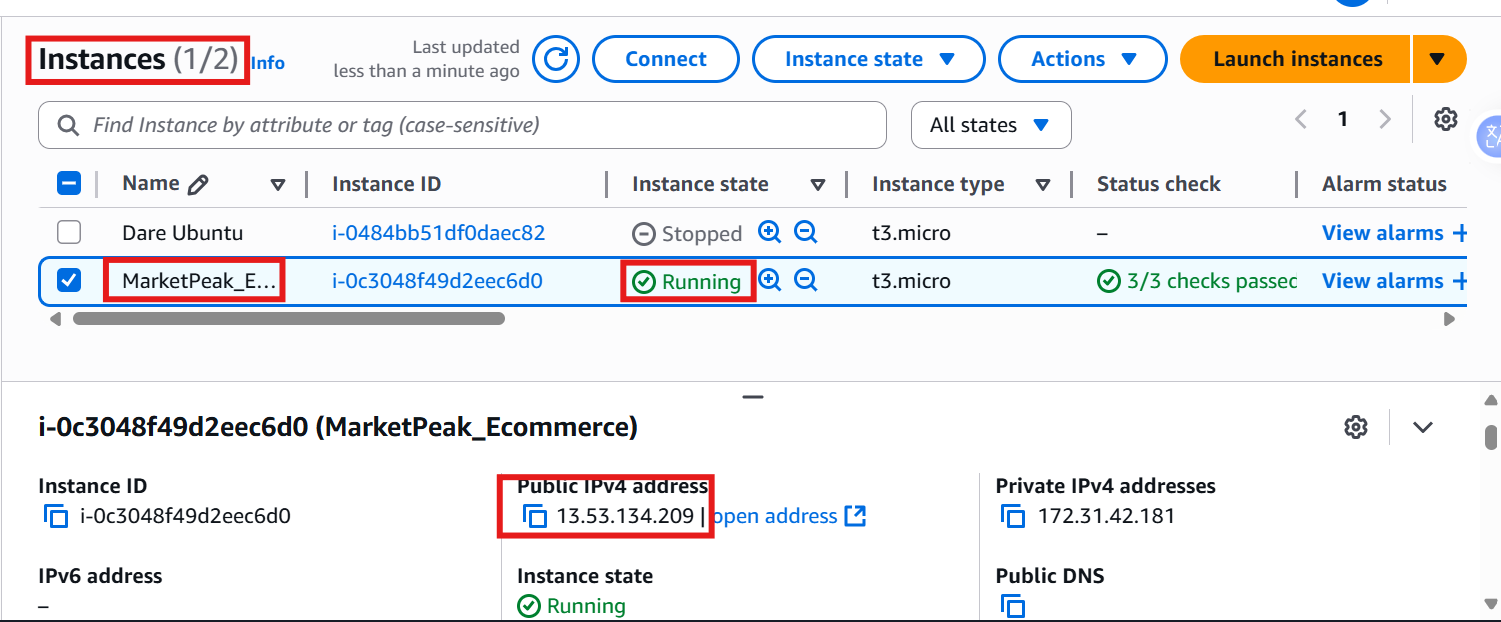 Instances (1/2) Info
Last updated
less than a minute ago
Connect
Instance state
Actions
Launch instances
Find Instance by attribute or tag (case-sensitive)
All states
1
Name Instance ID Instance state Instance type Status check Alarm status
Dare Ubuntu i-0484bb51df0daec82 Stopped t3.micro – View alarms +
MarketPeak_E... i-0c3048f49d2eec6d0 Running t3.micro 3/3 checks passed View alarms +
i-0c3048f49d2eec6d0 (MarketPeak_Ecommerce)
Instance ID
i-0c3048f49d2eec6d0
Public IPv4 address
13.53.134.209 | open address
Private IPv4 addresses
172.31.42.181
IPv6 address
–
Instance state
Running
Public DNS